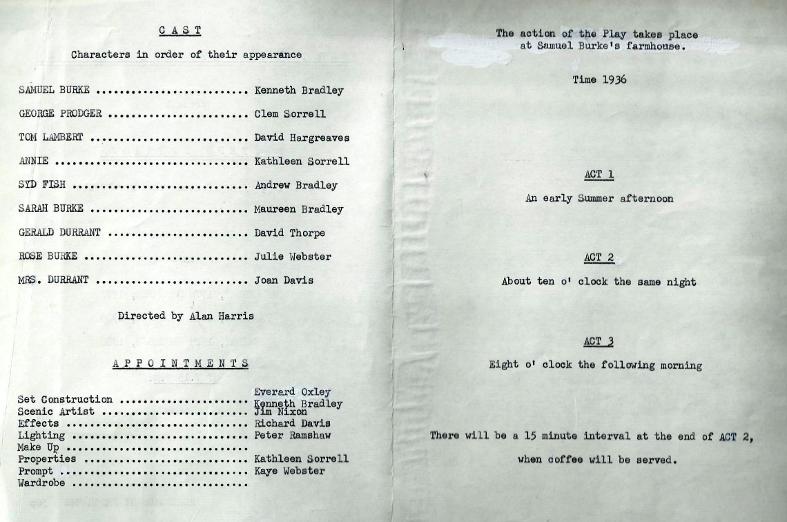 CAST
Characters in order of their appearance
SAMUEL BURKE .......................... Kenneth Bradley
GEORGE PRODGER ........................ Clem Sorrell
TOM LAMBERT ........................... David Hargreaves
ANNIE ................................. Kathleen Sorrell
SYD FISH .............................. Andrew Bradley
SARAH BURKE ........................... Maureen Bradley
GERALD DURRANT ........................ David Thorpe
ROSE BURKE ............................ Julie Webster
MRS. DURRANT .......................... Joan Davis
Directed by Alan Harris
APPOINTMENTS
Everard Oxley
Set Construction ...................... Kenneth Bradley
Scenic Artist ......................... Jim Nixon
Effects ............................... Richard Davis
Lighting .............................. Peter Ramshaw
Make Up ...............................
Properties ............................ Kathleen Sorrell
Prompt ................................ Kaye Webster
Wardrobe ..............................
The action of the Play takes place
at Samuel Burke's farmhouse.
Time 1936
ACT 1
An early Summer afternoon
ACT 2
About ten o' clock the same night
ACT 3
Eight o' clock the following morning
There will be a 15 minute interval at the end of ACT 2,
when coffee will be served.